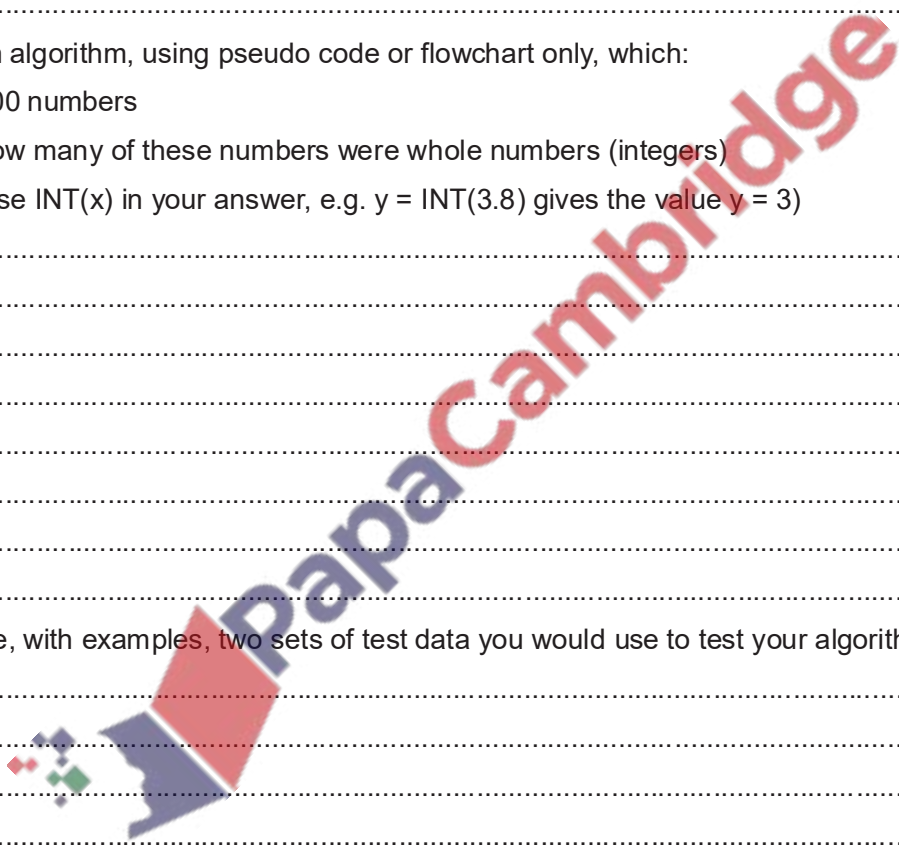 algorithm, using pseudo code or flowchart only, which:
00 numbers
ow many of these numbers were whole numbers (integers)
se INT(x) in your answer, e.g. y = INT(3.8) gives the value y = 3)
e, with examples, two sets of test data you would use to test your algorith
PapaCambridge